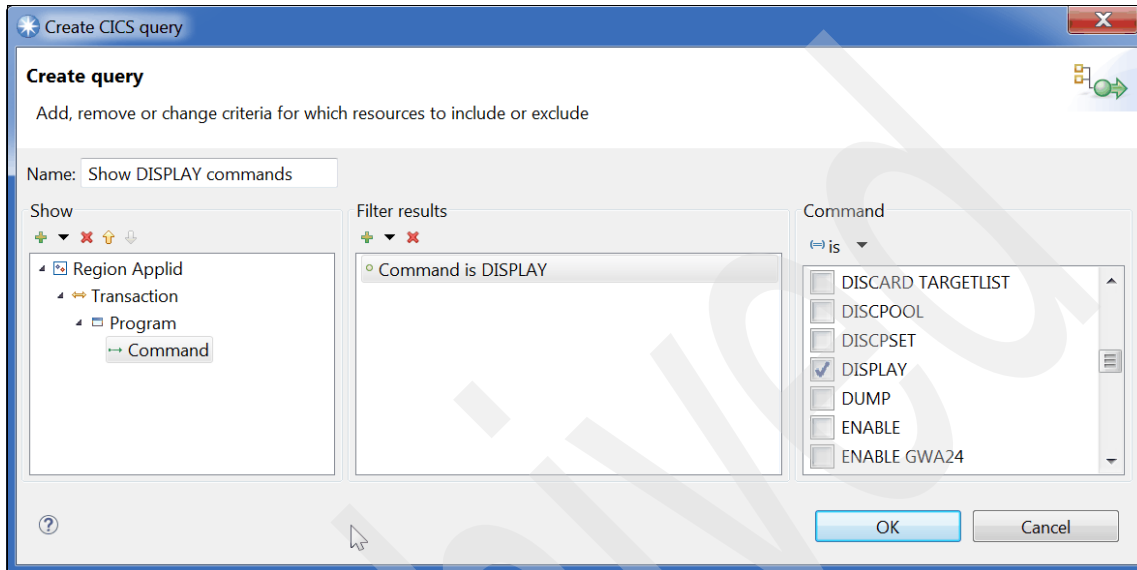 Create CICS query
Create query
Add, remove or change criteria for which resources to include or exclude
Name: Show DISPLAY commands
Show
Region Applid
Transaction
Program
Command
Filter results
Command is DISPLAY
Command
(=) is
DISCARD TARGETLIST
DISCPOOL
DISCPSET
DISPLAY
DUMP
ENABLE
ENABLE GWA24
OK
Cancel